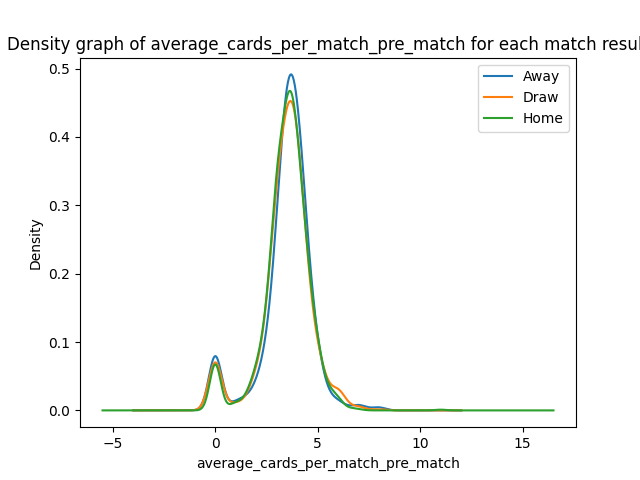 Density graph of average_cards_per_match_pre_match for each match resul
0.5
0.4
0.3
0.2
0.1
0.0
Density
Away
Draw
Home
−5
0
5
10
15
average_cards_per_match_pre_match